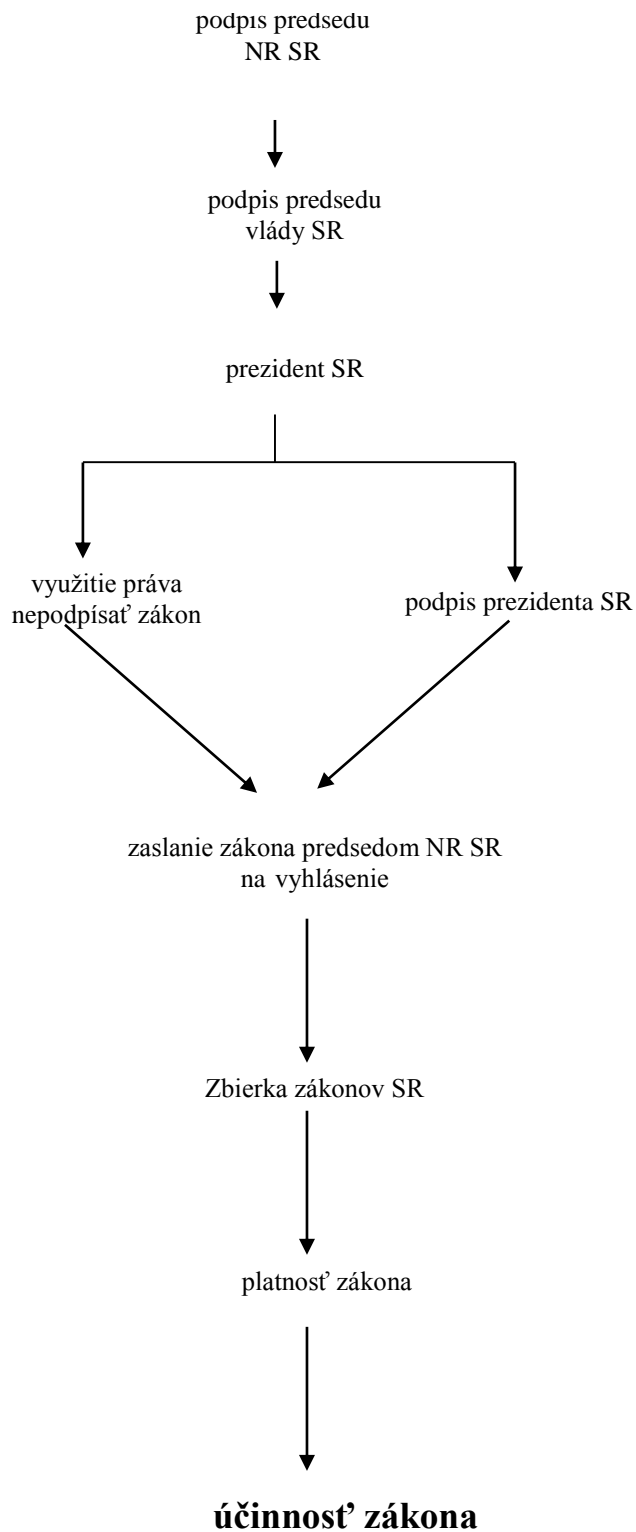 podpis predsedu
NR SR
podpis predsedu
vlády SR
prezident SR
využitie práva
nepodpísať zákon
podpis prezidenta SR
zaslanie zákona predsedom NR SR
na vyhlásenie
Zbierka zákonov SR
platnosť zákona
účinnosť zákona